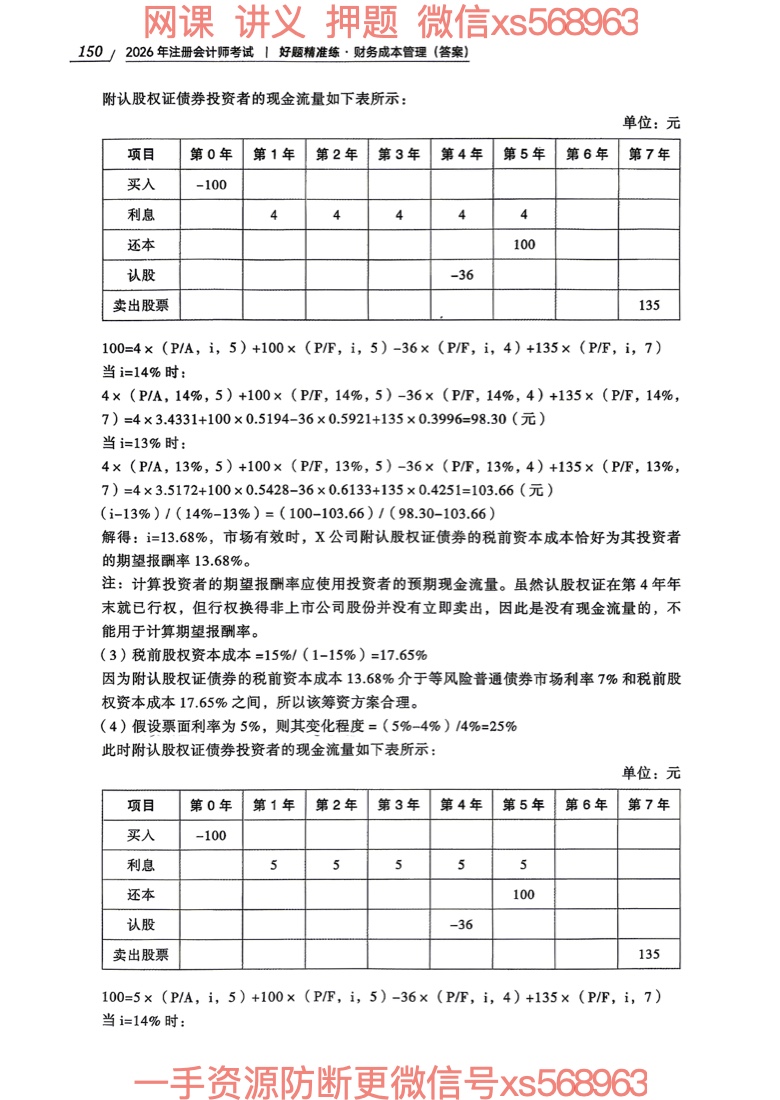 网课 讲义 押题 微信xs568963
150 / 2026年注册会计师考试 | 好题精准练·财务成本管理（答案）
附认股权证债券投资者的现金流量如下表所示：
单位：元
项目 第0年 第1年 第2年 第3年 第4年 第5年 第6年 第7年
买入 -100
利息 4 4 4 4 4
还本 100
认股 -36
卖出股票 135
100=4×（P/A，i，5）+100×（P/F，i，5）-36×（P/F，i，4）+135×（P/F，i，7）
当i=14%时：
4×（P/A，14%，5）+100×（P/F，14%，5）-36×（P/F，14%，4）+135×（P/F，14%，
7）=4×3.4331+100×0.5194-36×0.5921+135×0.3996=98.30（元）
当i=13%时：
4×（P/A，13%，5）+100×（P/F，13%，5）-36×（P/F，13%，4）+135×（P/F，13%，
7）=4×3.5172+100×0.5428-36×0.6133+135×0.4251=103.66（元）
（i-13%）/（14%-13%）=（100-103.66）/（98.30-103.66）
解得：i=13.68%，市场有效时，X公司附认股权证债券的税前资本成本恰好为其投资者
的期望报酬率13.68%。
注：计算投资者的期望报酬率应使用投资者的预期现金流量。虽然认股权证在第4年年
末就已行权，但行权换得非上市公司股份并没有立即卖出，因此是没有现金流量的，不
能用于计算期望报酬率。
（3）税前股权资本成本=15%/（1-15%）=17.65%
因为附认股权证债券的税前资本成本13.68%介于等风险普通债券市场利率7%和税前股
权资本成本17.65%之间，所以该筹资方案合理。
（4）假设票面利率为5%，则其变化程度=（5%-4%）/4%=25%
此时附认股权证债券投资者的现金流量如下表所示：
单位：元
项目 第0年 第1年 第2年 第3年 第4年 第5年 第6年 第7年
买入 -100
利息 5 5 5 5 5
还本 100
认股 -36
卖出股票 135
100=5×（P/A，i，5）+100×（P/F，i，5）-36×（P/F，i，4）+135×（P/F，i，7）
当i=14%时：
一手资源防断更微信号xs568963